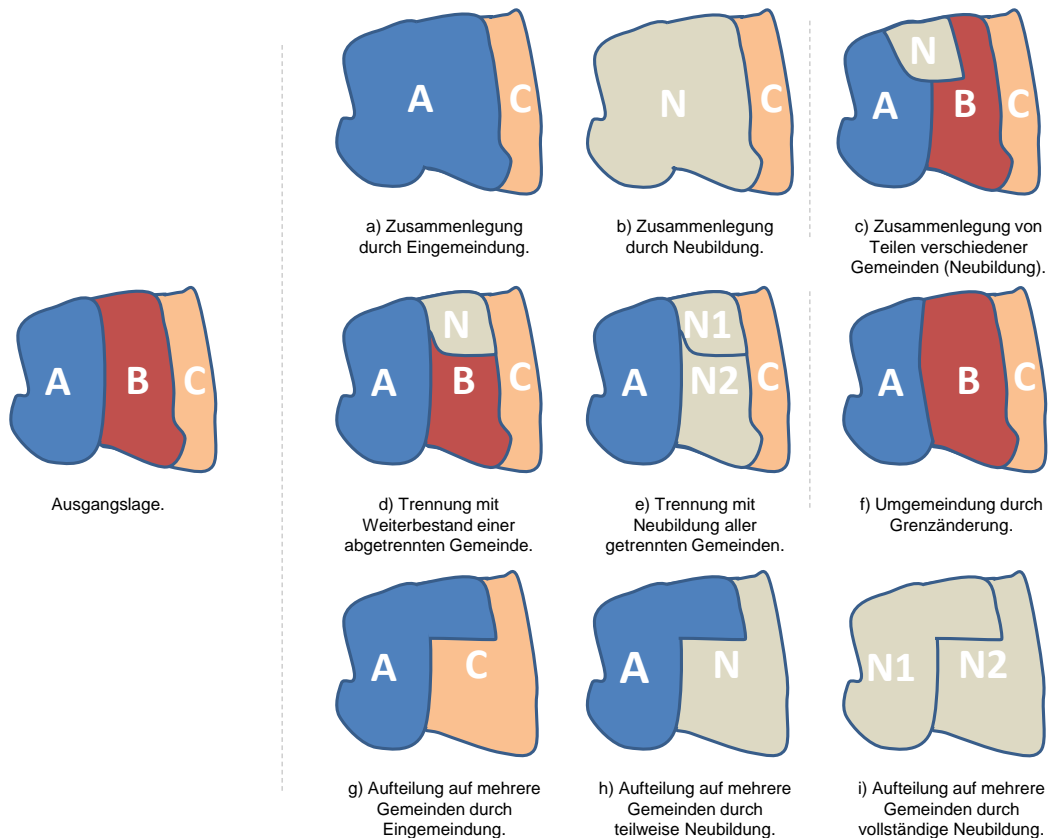 A
C
N
C
N
A
B
C
a) Zusammenlegung
durch Eingemeindung.
b) Zusammenlegung
durch Neubildung.
c) Zusammenlegung von
Teilen verschiedener
Gemeinden (Neubildung).
A
B
C
Ausgangslage.
N
A
B
C
N1
A
N2
C
A
B
C
d) Trennung mit
Weiterbestand einer
abgetrennten Gemeinde.
e) Trennung mit
Neubildung aller
getrennten Gemeinden.
f) Umgemeindung durch
Grenzänderung.
A
C
A
N
N1
N2
g) Aufteilung auf mehrere
Gemeinden durch
Eingemeindung.
h) Aufteilung auf mehrere
Gemeinden durch
teilweise Neubildung.
i) Aufteilung auf mehrere
Gemeinden durch
vollständige Neubildung.